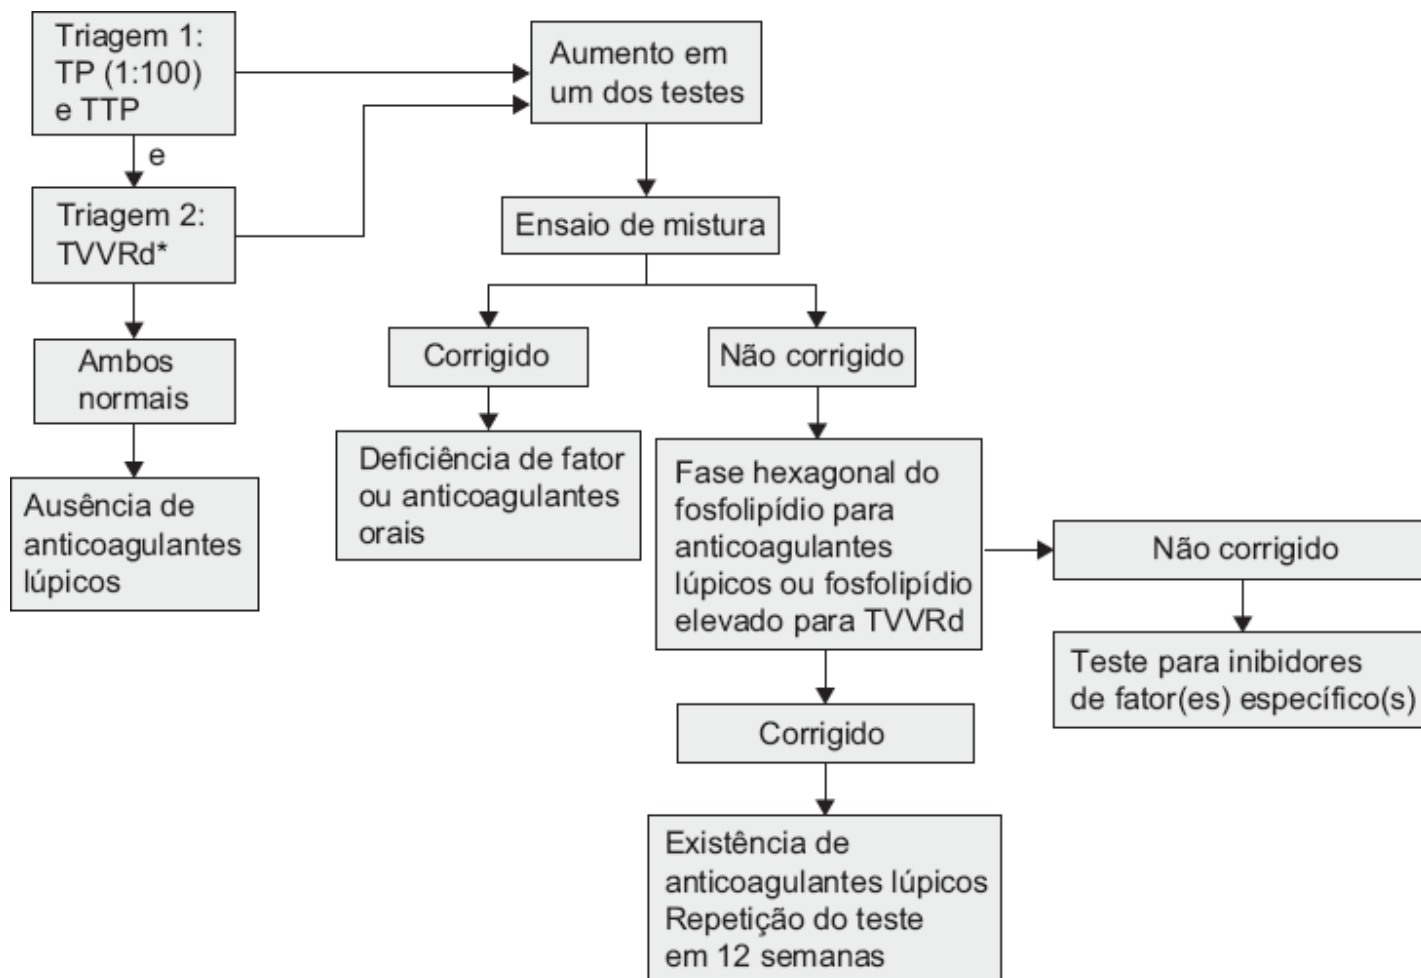 Triagem 1:
TP (1:100)
e TTP
e
Triagem 2:
TVVRd*
Ambos
normais
Ausência de
anticoagulantes
lúpicos
Aumento em
um dos testes
Ensaio de mistura
Corrigido
Deficiência de fator
ou anticoagulantes
orais
Não corrigido
Fase hexagonal do
fosfolipídio para
anticoagulantes
lúpicos ou fosfolipídio
elevado para TVVRd
Corrigido
Existência de
anticoagulantes lúpicos
Repetição do teste
em 12 semanas
Não corrigido
Teste para inibidores
de fator(es) específico(s)